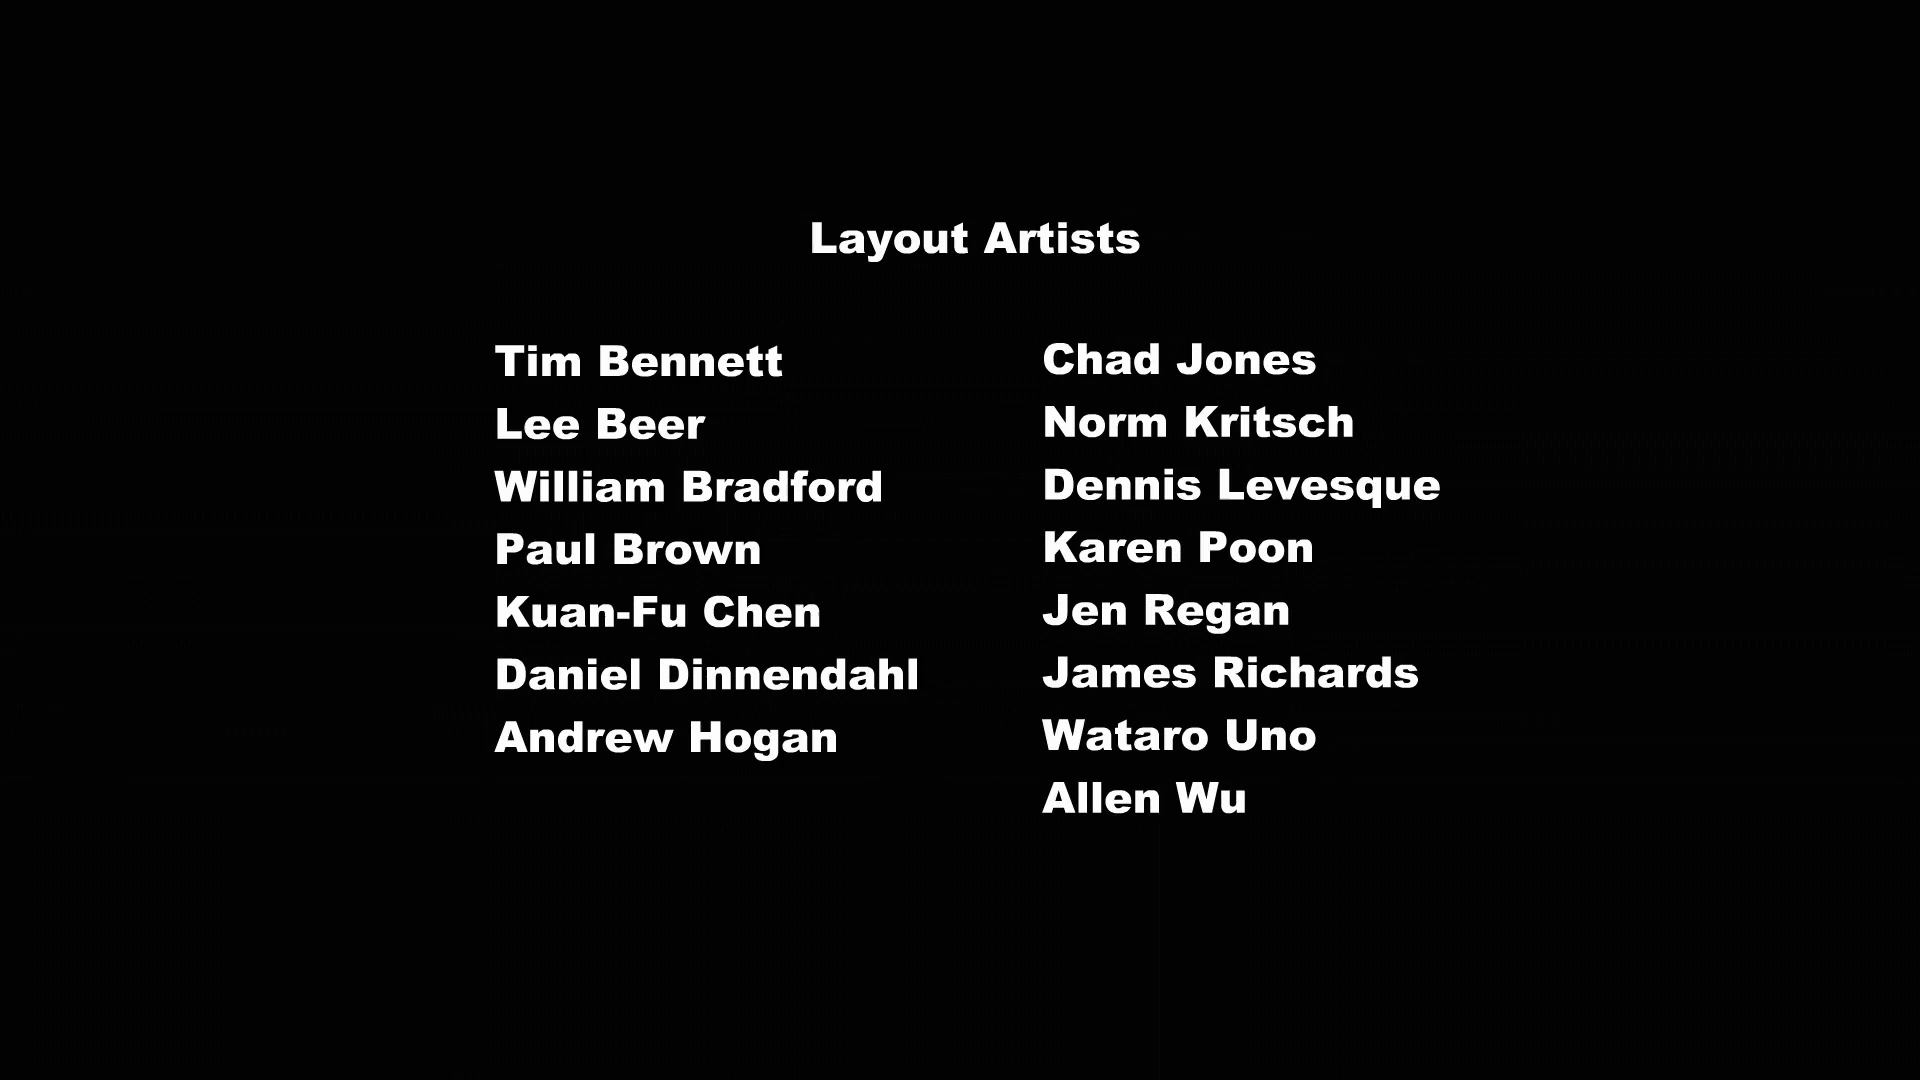 Layout Artists
Tim Bennett
Lee Beer
William Bradford
Paul Brown
Kuan-Fu Chen
Daniel Dinnendahl
Andrew Hogan
Chad Jones
Norm Kritsch
Dennis Levesque
Karen Poon
Jen Regan
James Richards
Wataro Uno
Allen Wu